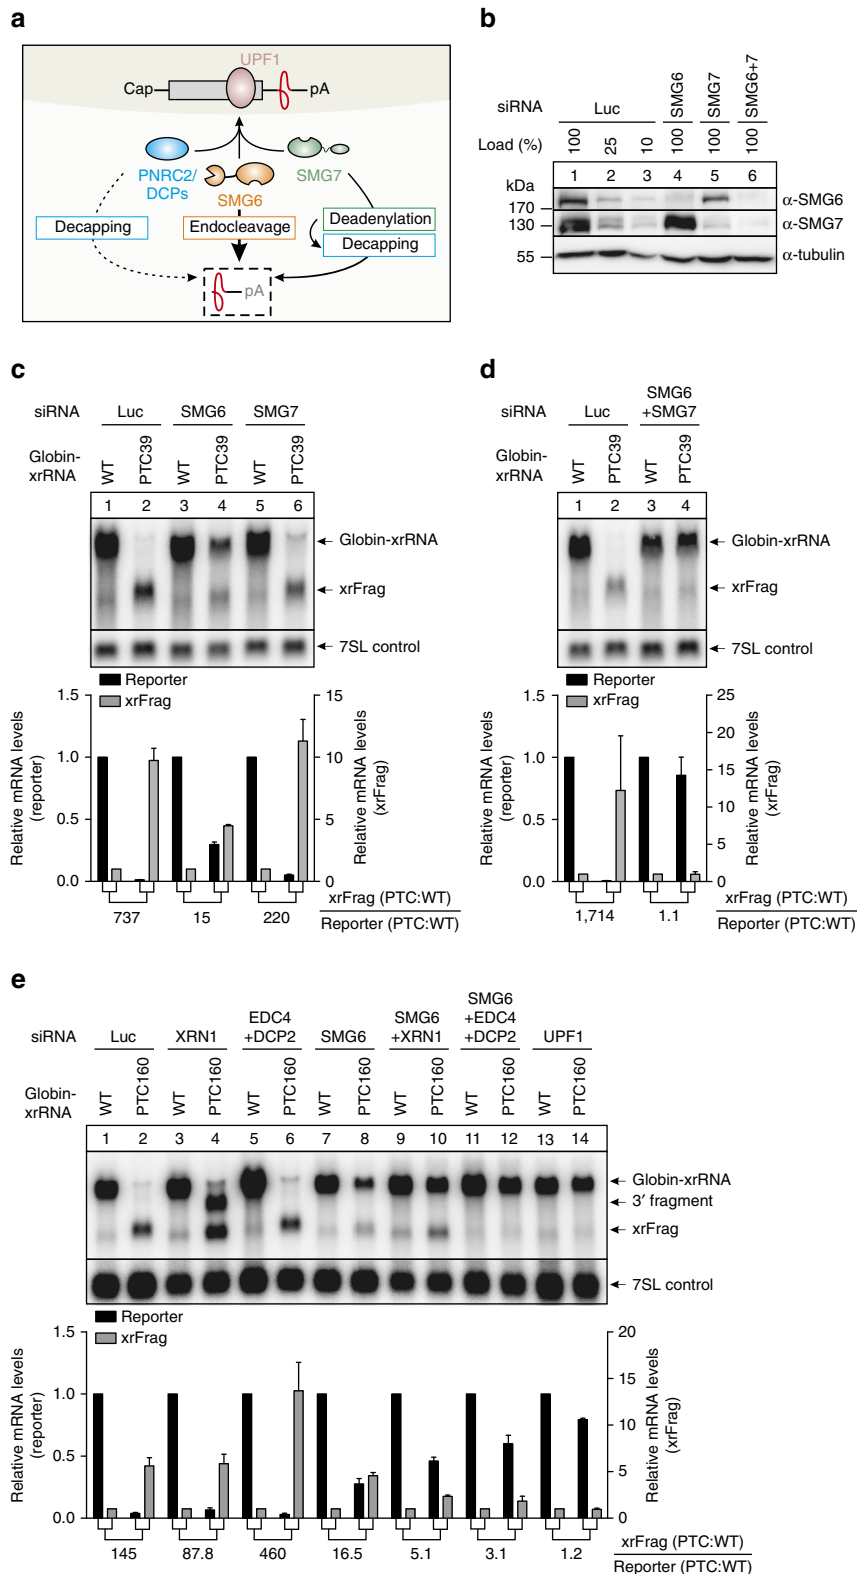 a
UPF1
Cap
pA
PNRC2/
DCPs
SMG6
SMG7
Decapping
Endocleavage
Deadenylation
Decapping
pA
b
siRNA
Luc
SMG6
SMG7
SMG6+7
Load (%)
100 25 10 100 100 100
1 2 3 4 5 6
kDa
170
α-SMG6
130
α-SMG7
55
α-tubulin
c
siRNA
Luc SMG6 SMG7
Globin-
xrRNA
WT PTC39 WT PTC39 WT PTC39
1 2 3 4 5 6
Globin-xrRNA
xrFrag
7SL control
Reporter
xrFrag
Relative mRNA levels
(reporter)
1.5
1.0
0.5
0.0
15
10
5
0
Relative mRNA levels
(xrFrag)
737 15 220
xrFrag (PTC:WT)
Reporter (PTC:WT)
d
siRNA
Luc
SMG6
+SMG7
Globin-
xrRNA
WT PTC39 WT PTC39
1 2 3 4
Globin-xrRNA
xrFrag
7SL control
Reporter
xrFrag
Relative mRNA levels
(reporter)
1.5
1.0
0.5
0.0
25
20
15
10
5
0
Relative mRNA levels
(xrFrag)
1,714 1.1
xrFrag (PTC:WT)
Reporter (PTC:WT)
e
siRNA
Luc
XRN1
EDC4
+DCP2
SMG6
SMG6
+XRN1
SMG6
+EDC4
+DCP2
UPF1
Globin-
xrRNA
WT PTC160 WT PTC160 WT PTC160 WT PTC160 WT PTC160 WT PTC160 WT PTC160
1 2 3 4 5 6 7 8 9 10 11 12 13 14
Globin-xrRNA
3′ fragment
xrFrag
7SL control
Reporter
xrFrag
Relative mRNA levels
(reporter)
1.5
1.0
0.5
0.0
20
15
10
5
0
Relative mRNA levels
(xrFrag)
145 87.8 460 16.5 5.1 3.1 1.2
xrFrag (PTC:WT)
Reporter (PTC:WT)